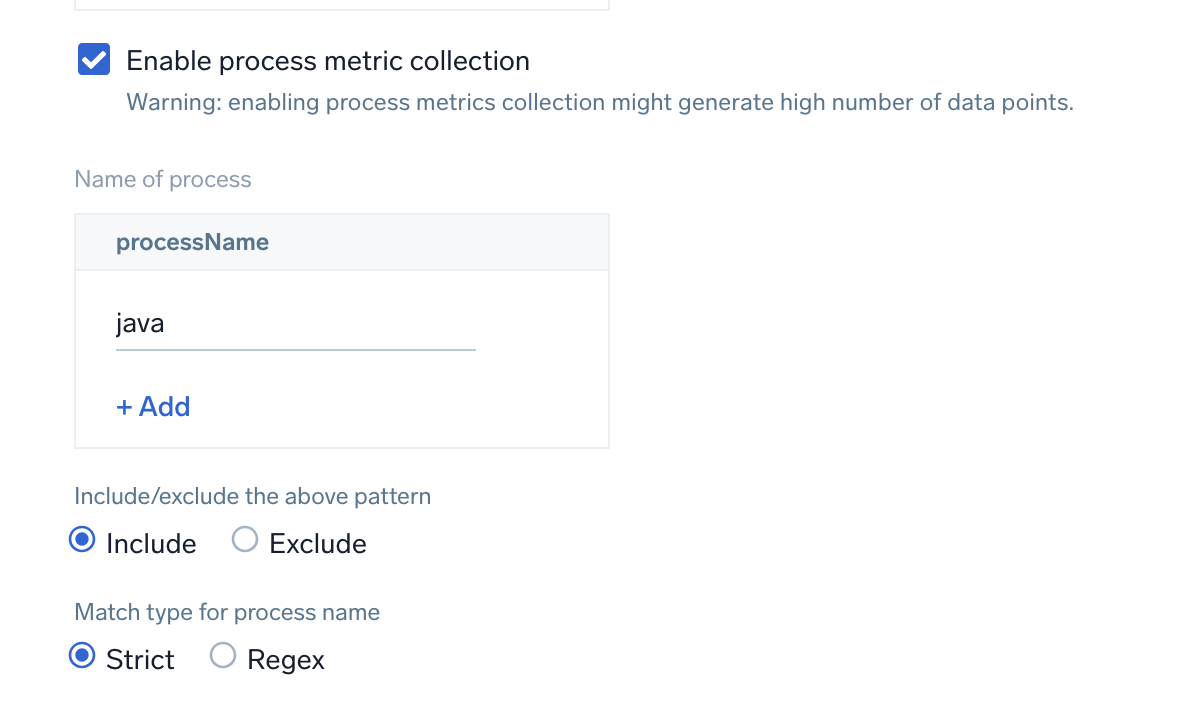 Enable process metric collection
Warning: enabling process metrics collection might generate high number of data points.
Name of process
processName
java
+ Add
Include/exclude the above pattern
Include Exclude
Match type for process name
Strict Regex